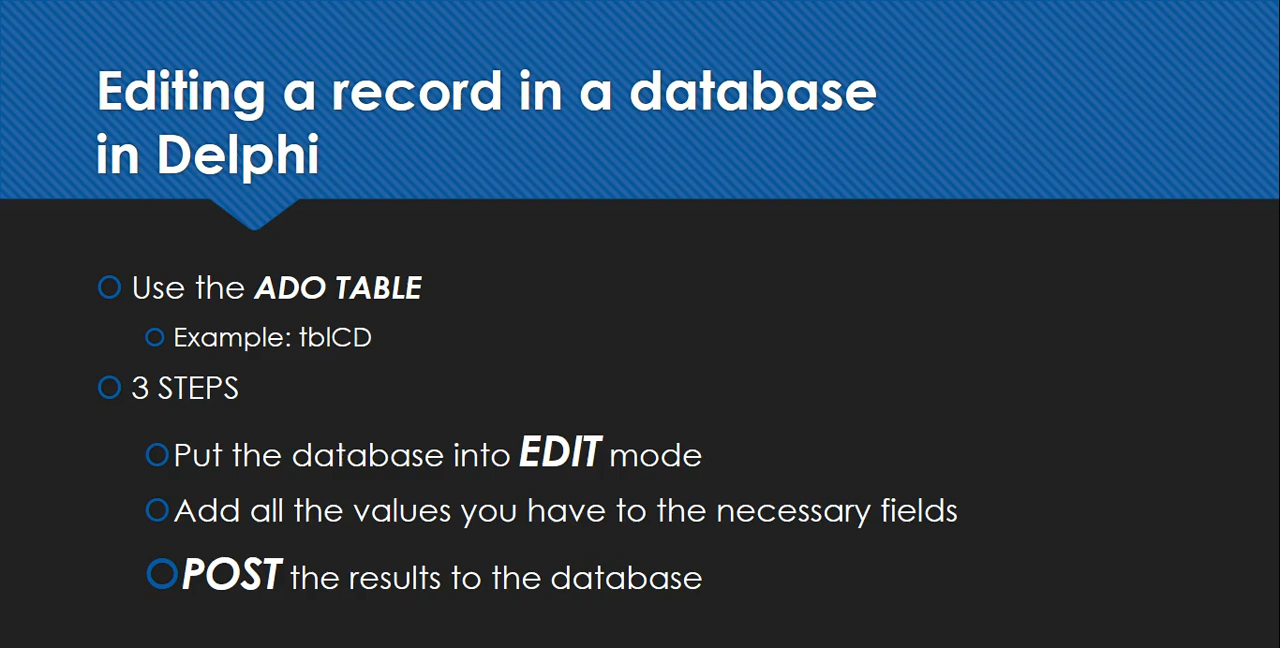 Editing a record in a database
in Delphi
Use the ADO TABLE
Example: tblCD
3 STEPS
Put the database into EDIT mode
Add all the values you have to the necessary fields
POST the results to the database